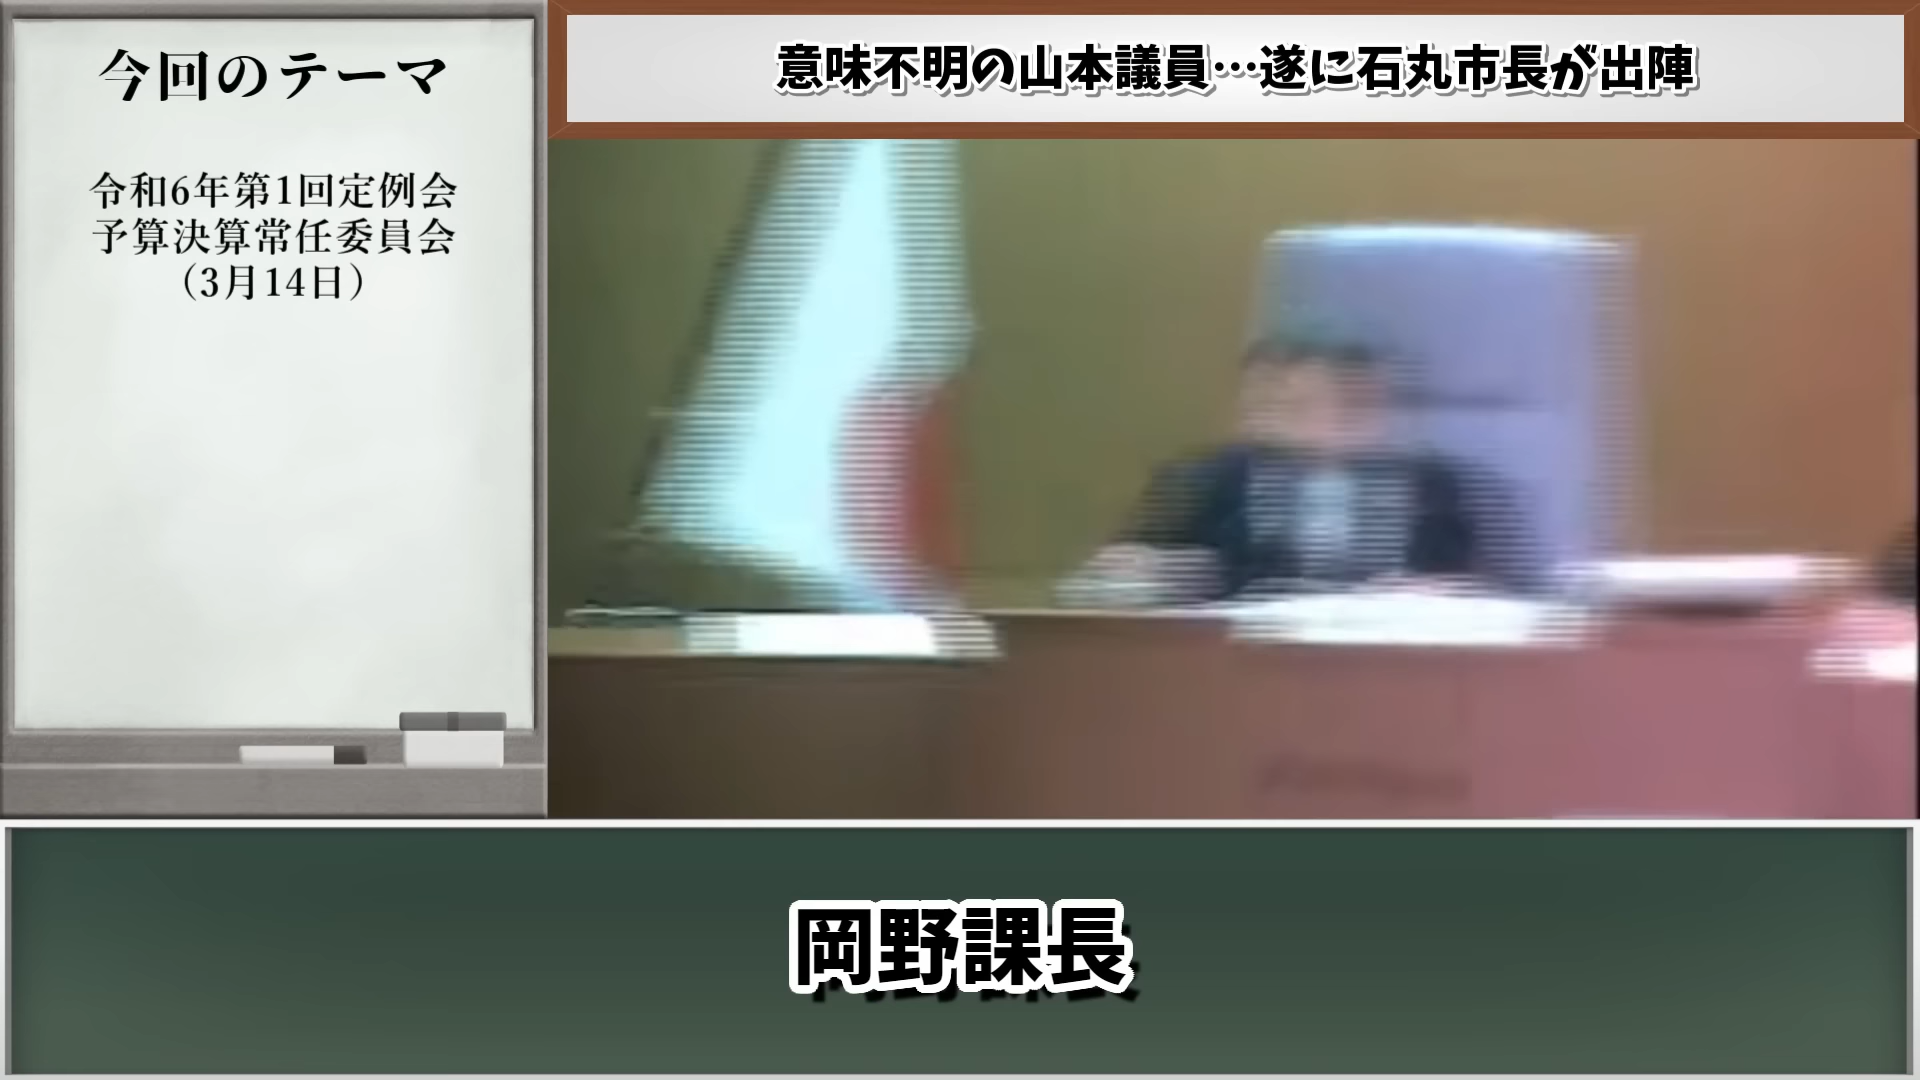 今回のテーマ
令和6年第1回定例会
予算決算常任委員会
（3月14日）
意味不明の山本議員…遂に石丸市長が出陣
岡野課長